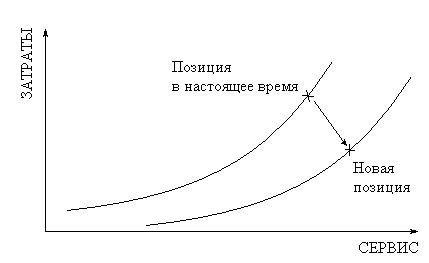 ЗАТРАТЫ
Позиция
в настоящее время
Новая
позиция
СЕРВИС